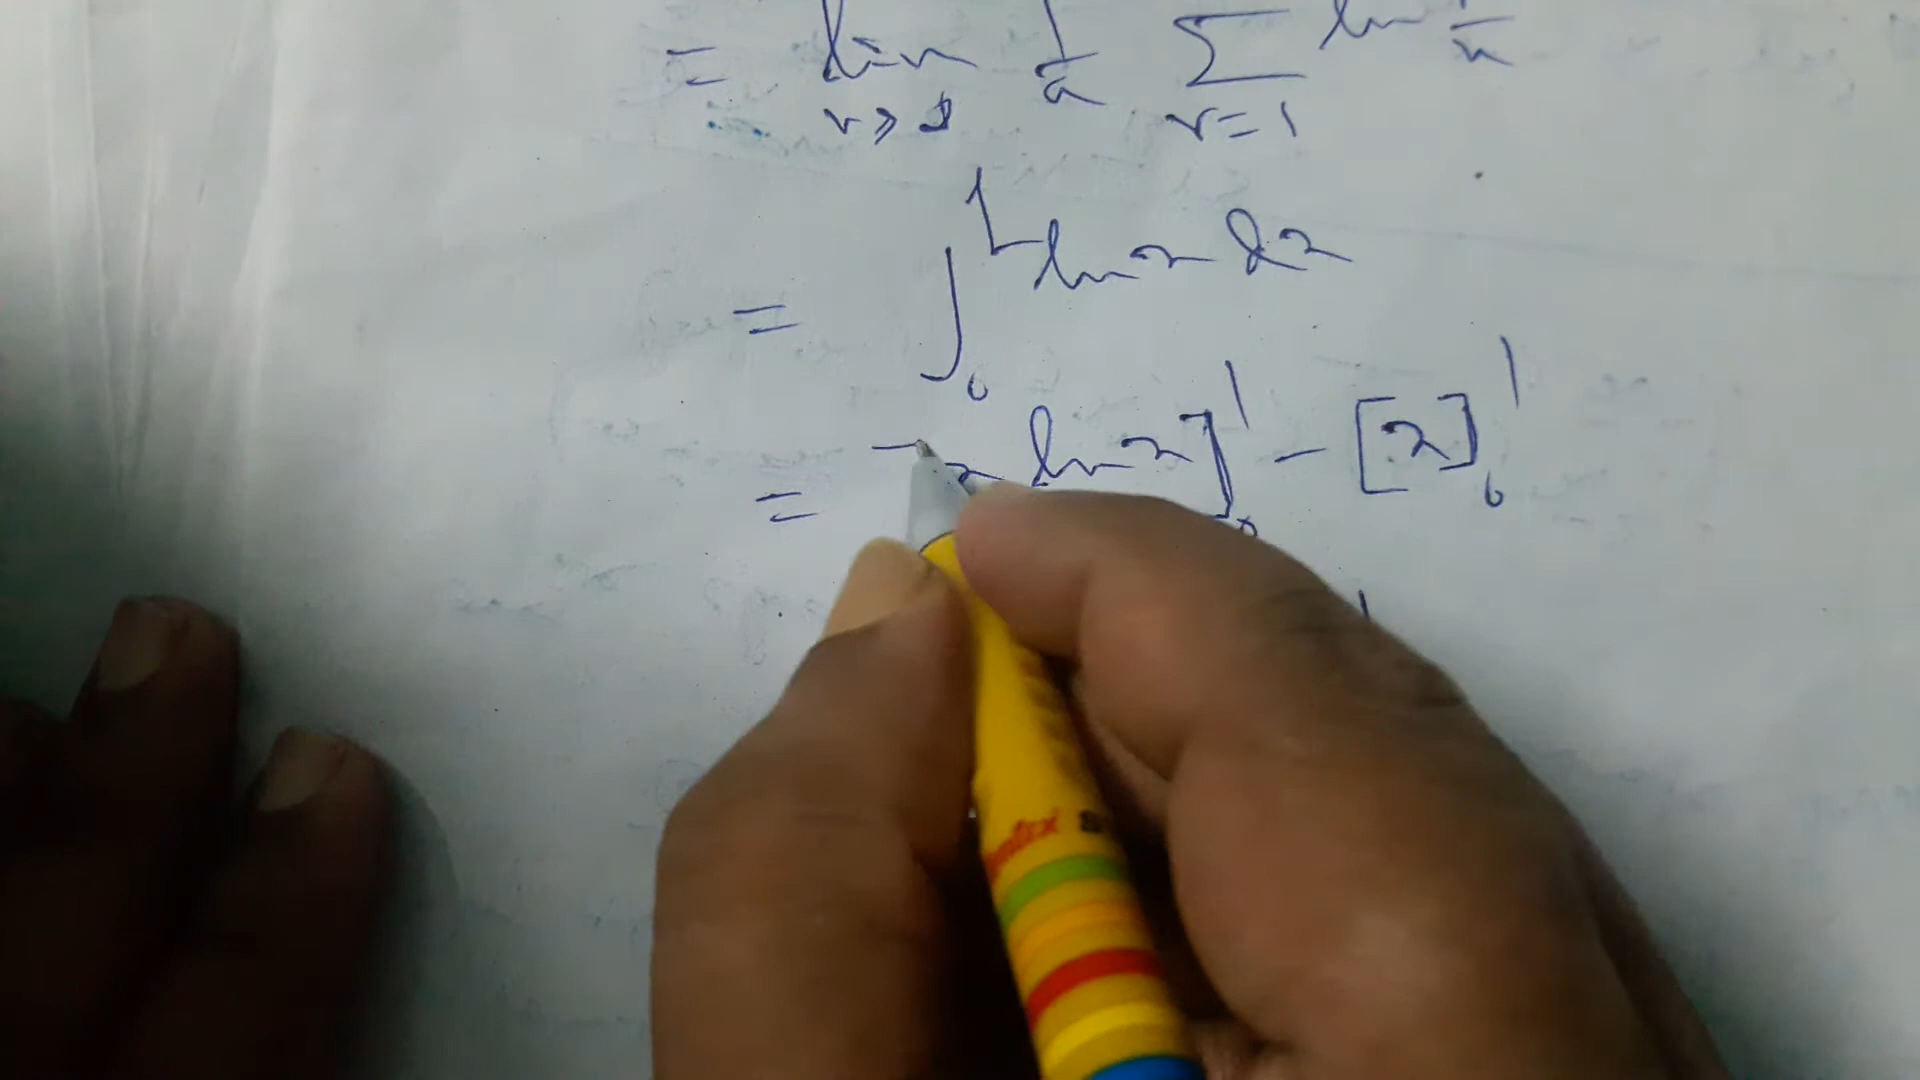 = lim 1/n Σ ln r/n
r=1
= ∫₀¹ ln x dx
= x ln x]₀¹ - [x]₀¹